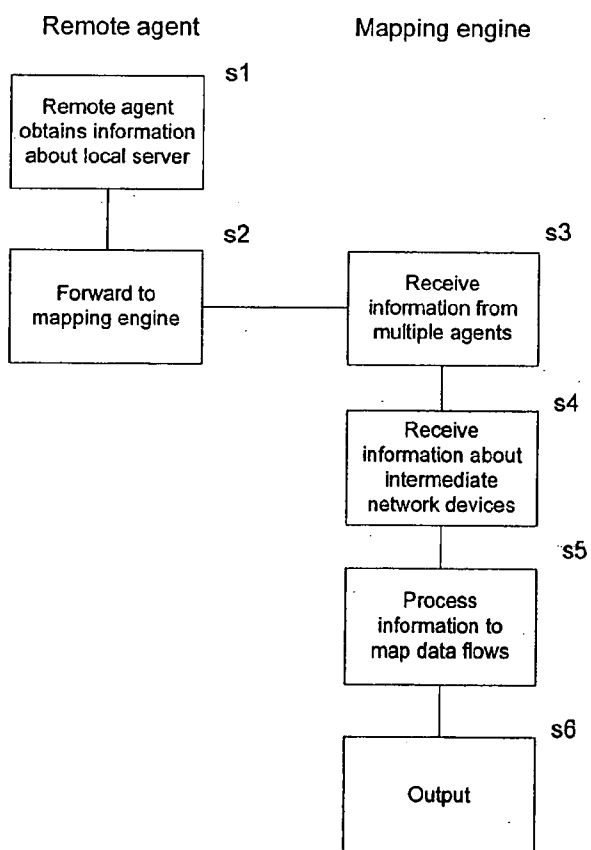 Remote agent
Mapping engine
s1
Remote agent
obtains information
about local server
s2
Forward to
mapping engine
s3
Receive
information from
multiple agents
s4
Receive
information about
intermediate
network devices
s5
Process
information to
map data flows
s6
Output